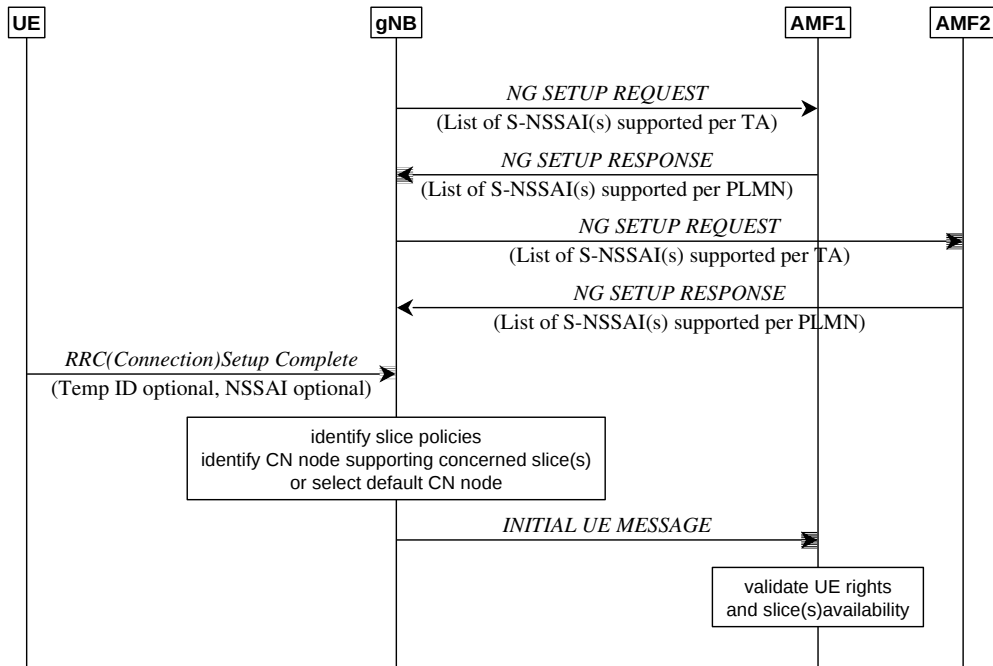 UE
gNB
AMF1
AMF2
NG SETUP REQUEST
(List of S-NSSAI(s) supported per TA)
NG SETUP RESPONSE
(List of S-NSSAI(s) supported per PLMN)
NG SETUP REQUEST
(List of S-NSSAI(s) supported per TA)
NG SETUP RESPONSE
(List of S-NSSAI(s) supported per PLMN)
RRC(Connection)Setup Complete
(Temp ID optional, NSSAI optional)
identify slice policies
identify CN node supporting concerned slice(s)
or select default CN node
INITIAL UE MESSAGE
validate UE rights
and slice(s)availability